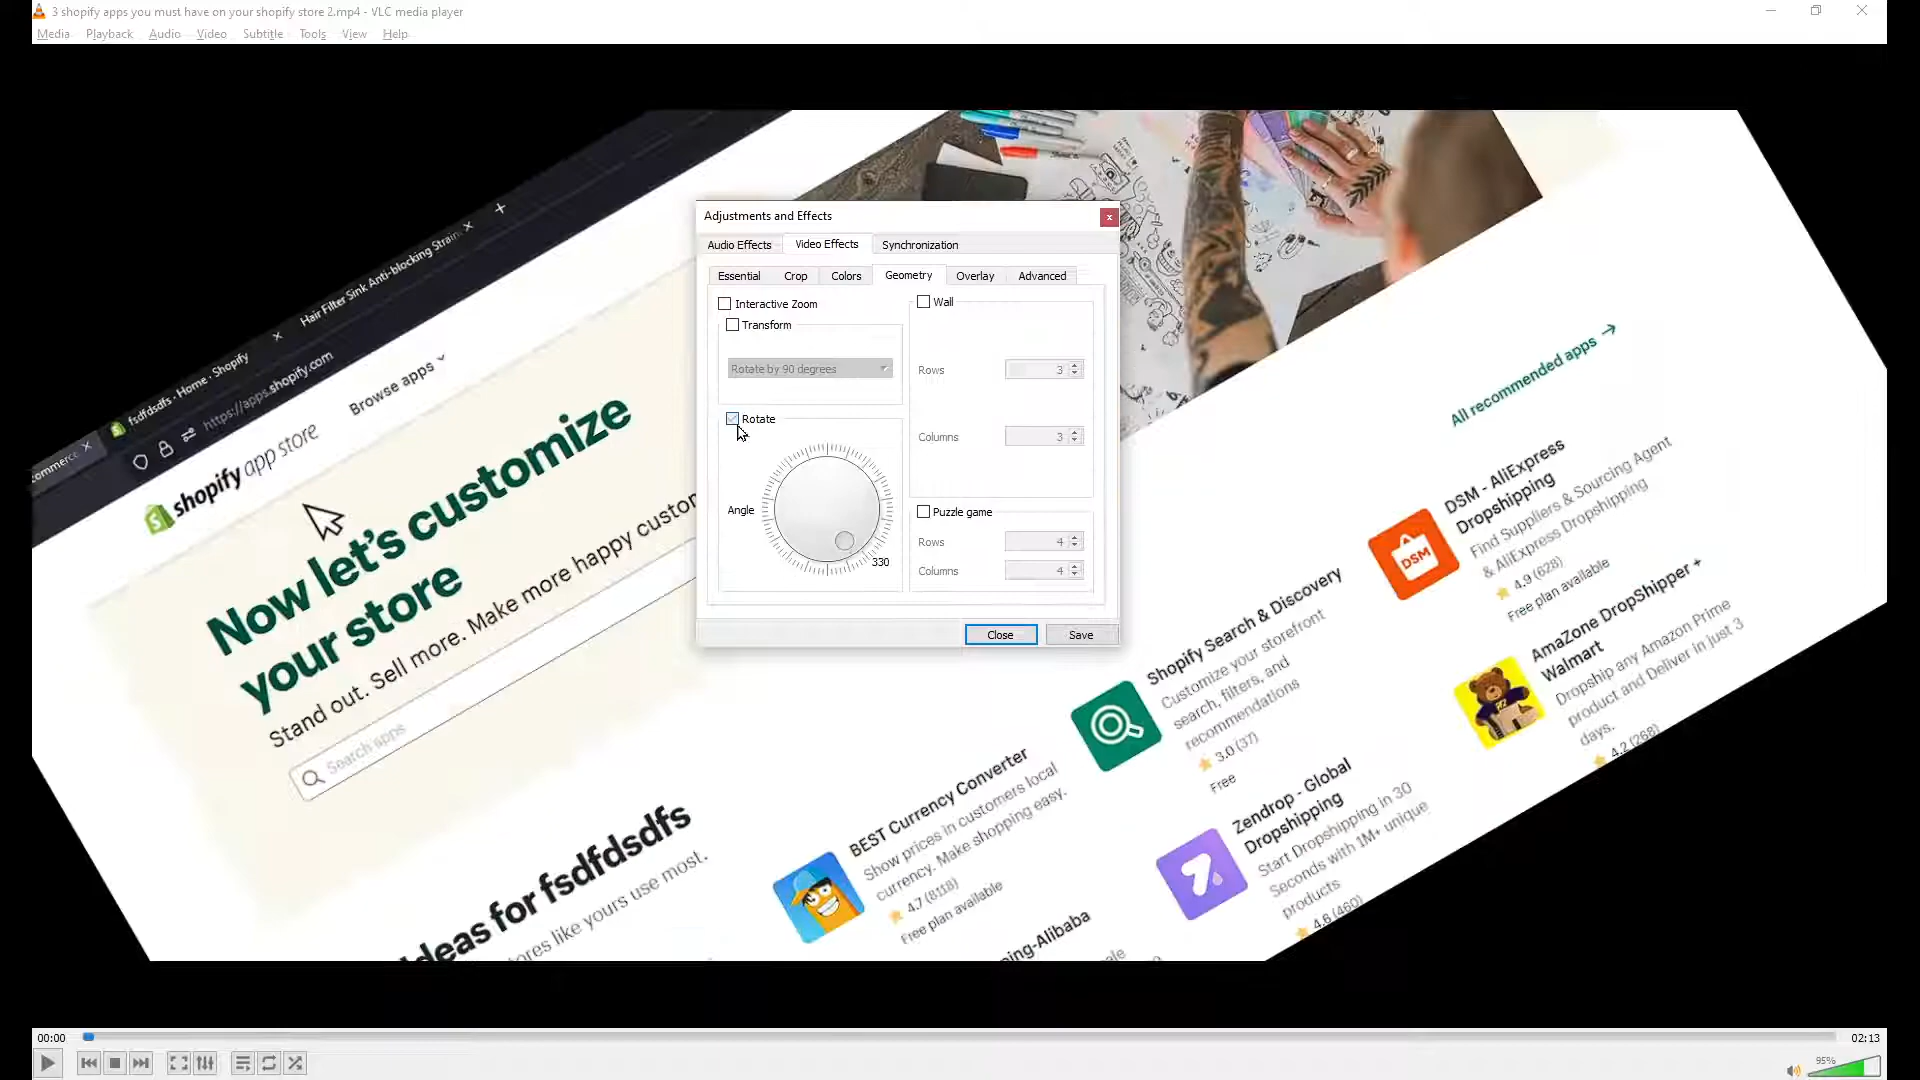 3 shopify apps you must have on your shopify store 2.mp4 - VLC media player
Media Playback Audio Video Subtitle Tools View Help
Adjustments and Effects
x
Audio Effects Video Effects Synchronization
Essential Crop Colors Geometry Overlay Advanced
Interactive Zoom
Transform
Rotate by 90 degrees
Rotate
Angle
330
Wall
Rows 3
Columns 3
Puzzle game
Rows 4
Columns 4
Close Save
commerce
fsdfdsdfs · Home · Shopify
Hair Filter Sink Anti-blocking Strain
https://apps.shopify.com
shopify app store
Browse apps
Now let's customize
your store
Stand out. Sell more. Make more happy custom
Search apps
All recommended apps →
deas for fsdfdsdfs
ores like yours use most.
BEST Currency Converter
Show prices in customers local
currency. Make shopping easy.
4.7 (8118)
Free plan available
Shopify Search & Discovery
Customize your storefront
search, filters, and
recommendations
3.0 (37)
Free
DSM
DSM - AliExpress
Dropshipping
Find Suppliers & Sourcing Agent
& AliExpress Dropshipping
4.9 (628)
Free plan available
ping-Alibaba
Zendrop - Global
Dropshipping
Start Dropshipping in 30
Seconds with 1M+ unique
products
4.6 (460)
AmaZone DropShipper +
Walmart
Dropship any Amazon Prime
product and Deliver in just 3
days.
4.2 (268)
00:00
02:13
95%